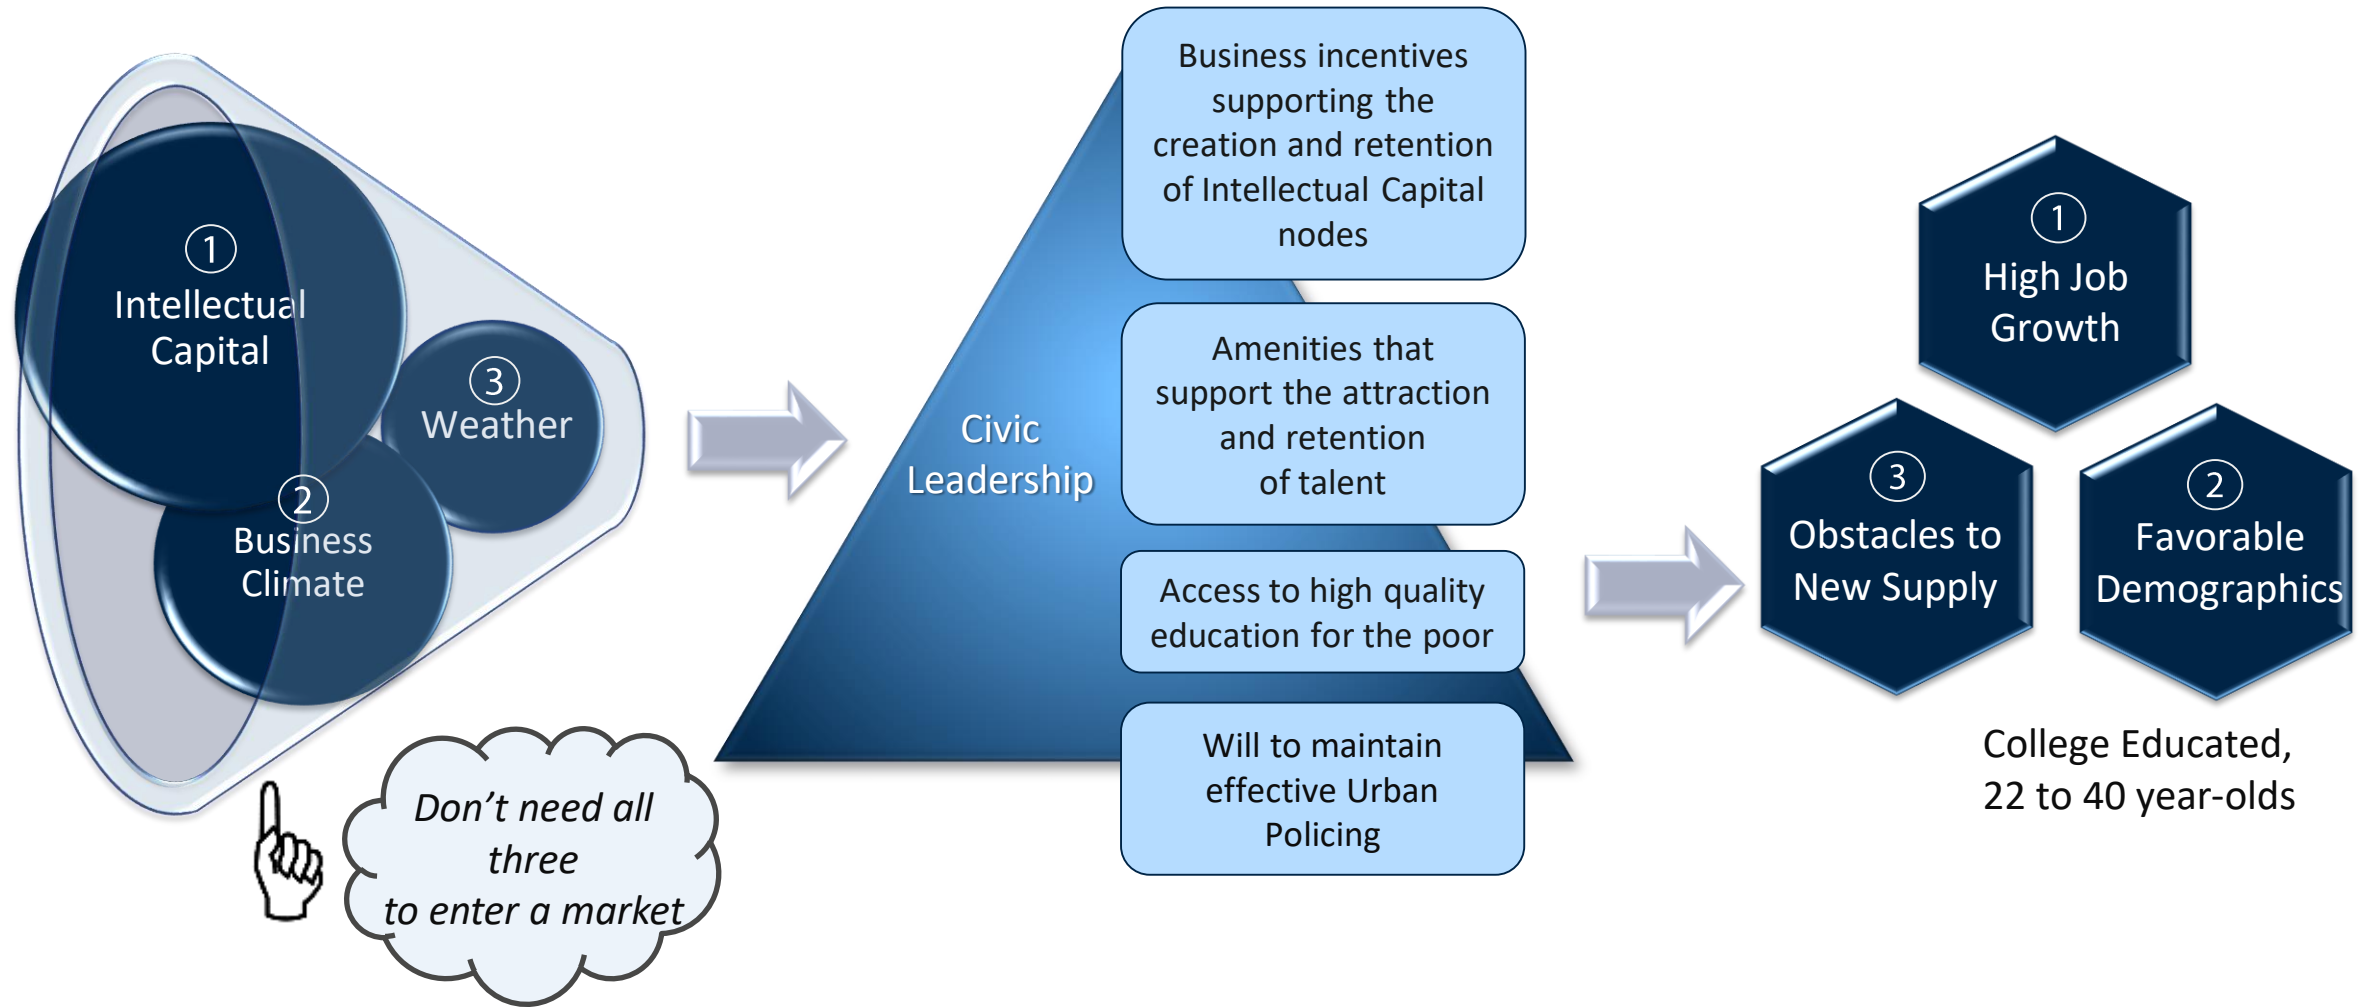 1
Intellectual
Capital
2
Business
Climate
3
Weather
Don’t need all
three
to enter a market
Civic
Leadership
Business incentives
supporting the
creation and retention
of Intellectual Capital
nodes
Amenities that
support the attraction
and retention
of talent
Access to high quality
education for the poor
Will to maintain
effective Urban
Policing
1
High Job
Growth
3
Obstacles to
New Supply
2
Favorable
Demographics
College Educated,
22 to 40 year-olds